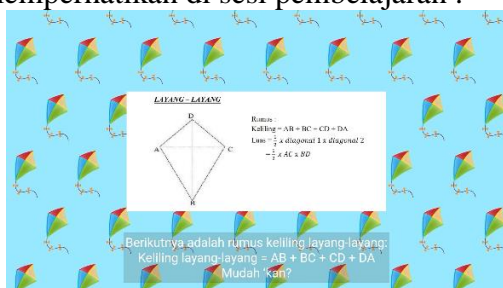 memperhatikan di sesi pembelajaran ?
LAYANG – LAYANG
D
A
C
B
Rumus :
Keliling = AB + BC + CD + DA
Luas = 1/2 x diagonal 1 x diagonal 2
= 1/2 x AC x BD
Berikutnya adalah rumus keliling layang-layang:
Keliling layang-layang = AB + BC + CD + DA
Mudah 'kan?